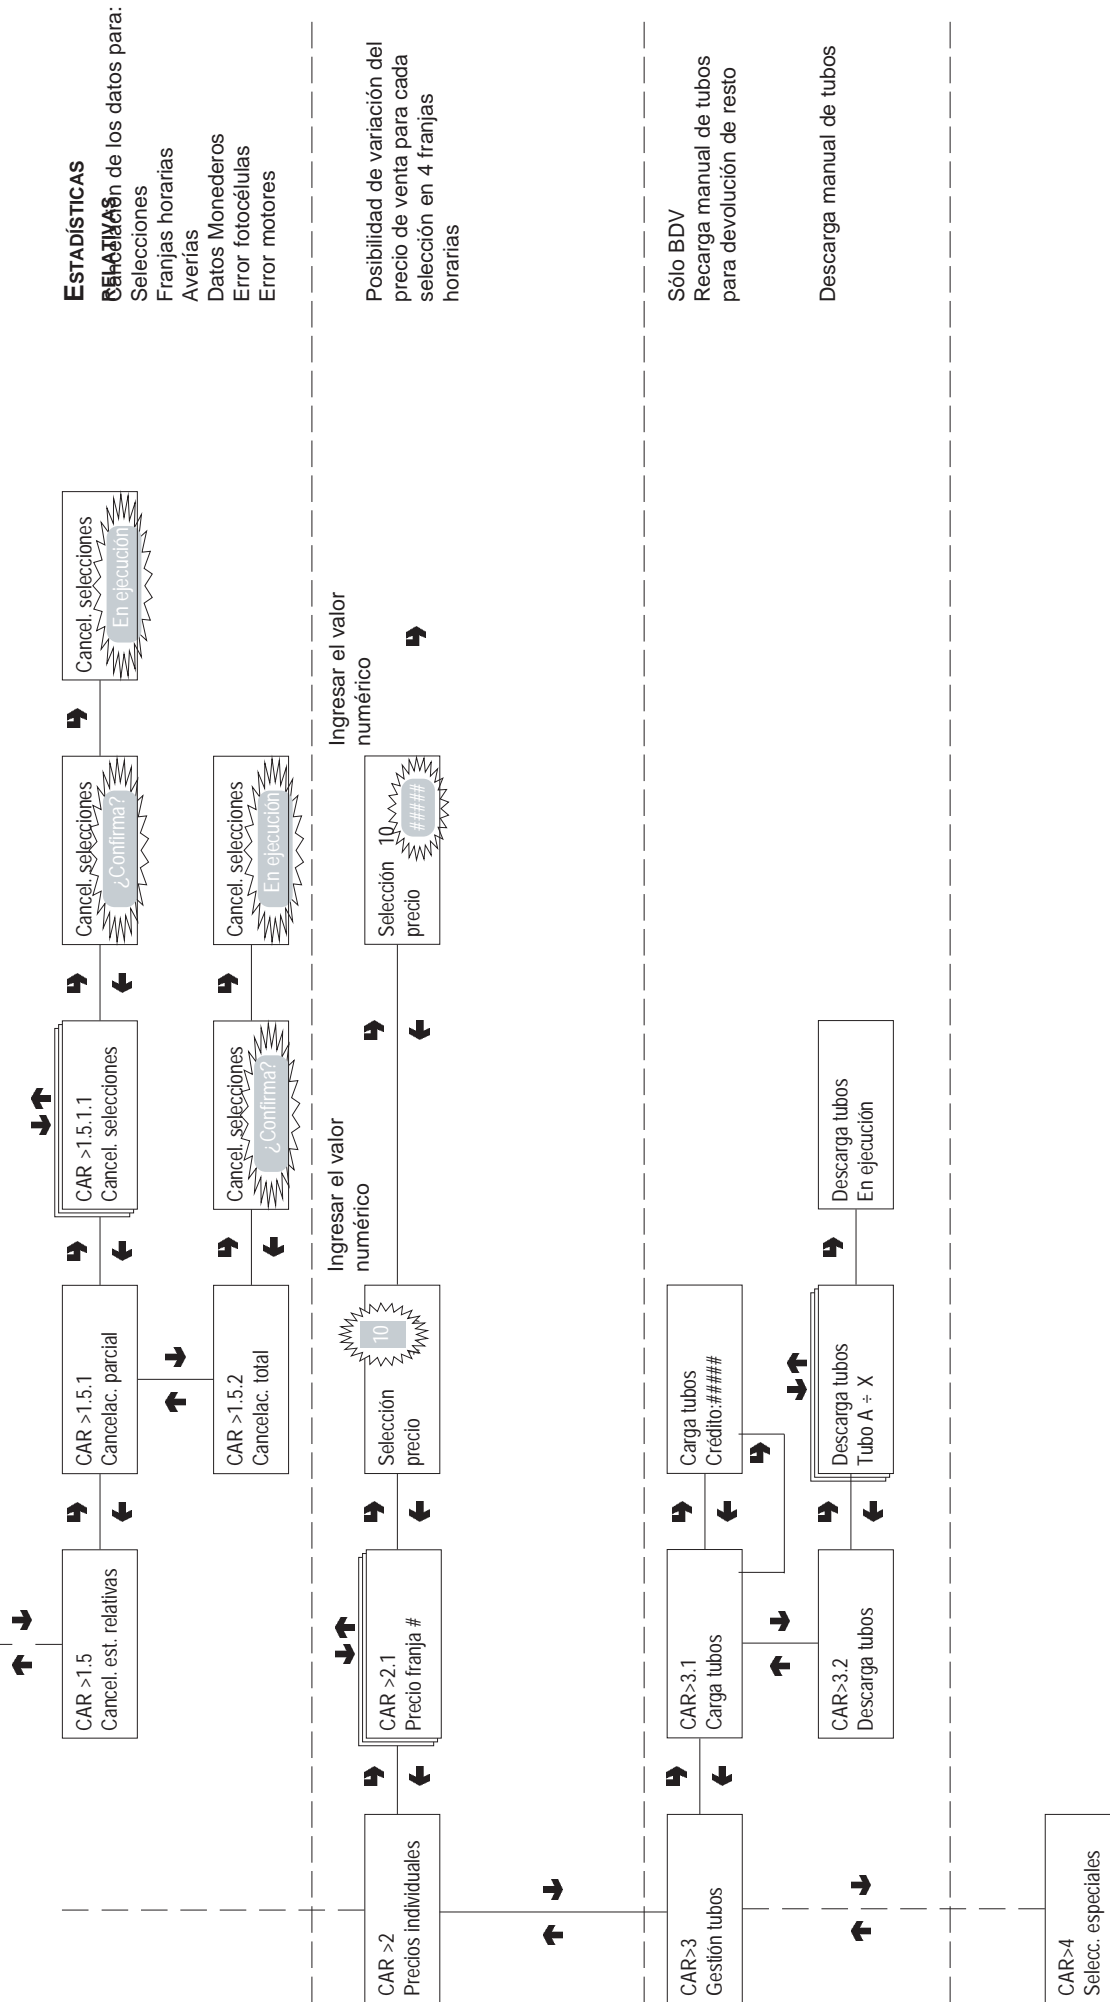 CAR >1.5
Cancel. est. relativas
CAR >1.5.1
Cancelac. parcial
CAR >1.5.1.1
Cancel. selecciones
Cancel. selecciones
¿Confirma?
Cancel. selecciones
En ejecución
ESTADÍSTICAS
RELATIVAS
Cancelación de los datos para:
Selecciones
Franjas horarias
Averías
Datos Monederos
Error fotocélulas
Error motores
CAR >1.5.2
Cancelac. total
Cancel. selecciones
¿Confirma?
Cancel. selecciones
En ejecución
CAR >2
Precios individuales
CAR >2.1
Precio franja #
Selección
10
precio
Ingresar el valor
numérico
Selección 10
precio
#####
Ingresar el valor
numérico
Posibilidad de variación del
precio de venta para cada
selección en 4 franjas
horarias
CAR>3
Gestión tubos
CAR>3.1
Carga tubos
Carga tubos
Crédito:#####
Sólo BDV
Recarga manual de tubos
para devolución de resto
CAR>3.2
Descarga tubos
Descarga tubos
Tubo A ÷ X
Descarga tubos
En ejecución
Descarga manual de tubos
CAR>4
Selecc. especiales